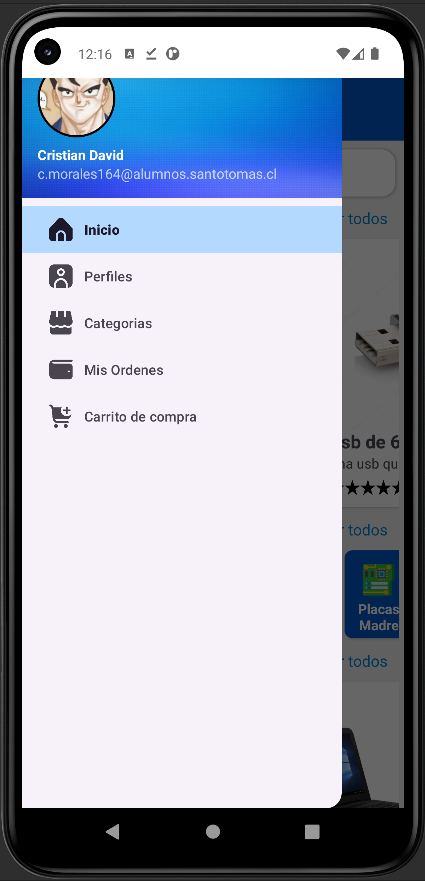 12:16
Cristian David
c.morales164@alumnos.santotomas.cl
Inicio
r todos
Perfiles
Categorias
Mis Ordenes
Carrito de compra
sb de 6
na usb qu
r todos
Placas
Madre
r todos